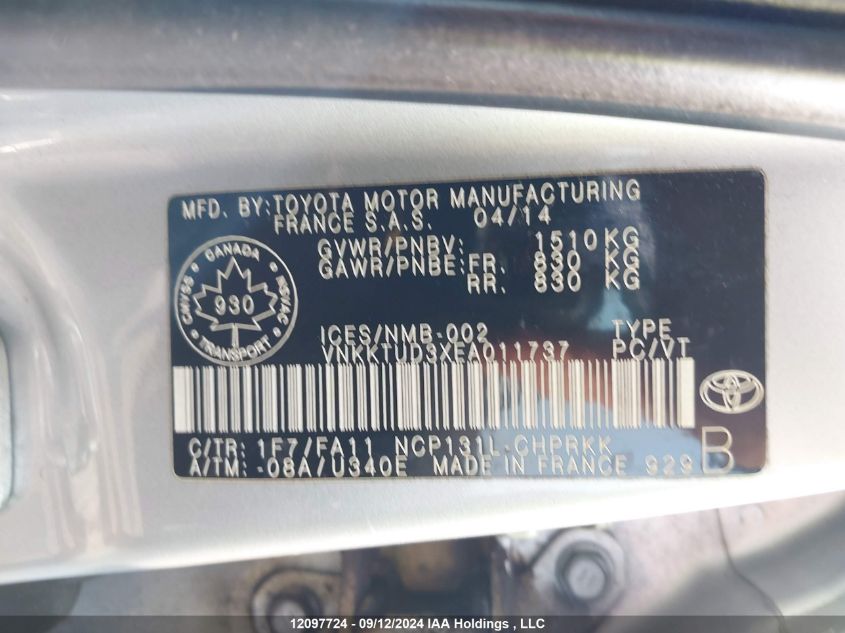 MFD. BY:TOYOTA MOTOR MANUFACTURING
FRANCE S.A.S. 04/14
GVWR/PNBV: 1510KG
GAWR/PNBE:FR. 830 KG
RR. 830 KG
CANADA
CMVSS NSVAC
930
TRANSPORT
ICES/NMB-002 TYPE
VNKKTUD3XEA011737 PC/VT
C/TR: 1F7/FA11 NCP131L-CHPRKK
A/TM: -08A/U340E MADE IN FRANCE 929
B
12097724 - 09/12/2024 IAA Holdings , LLC